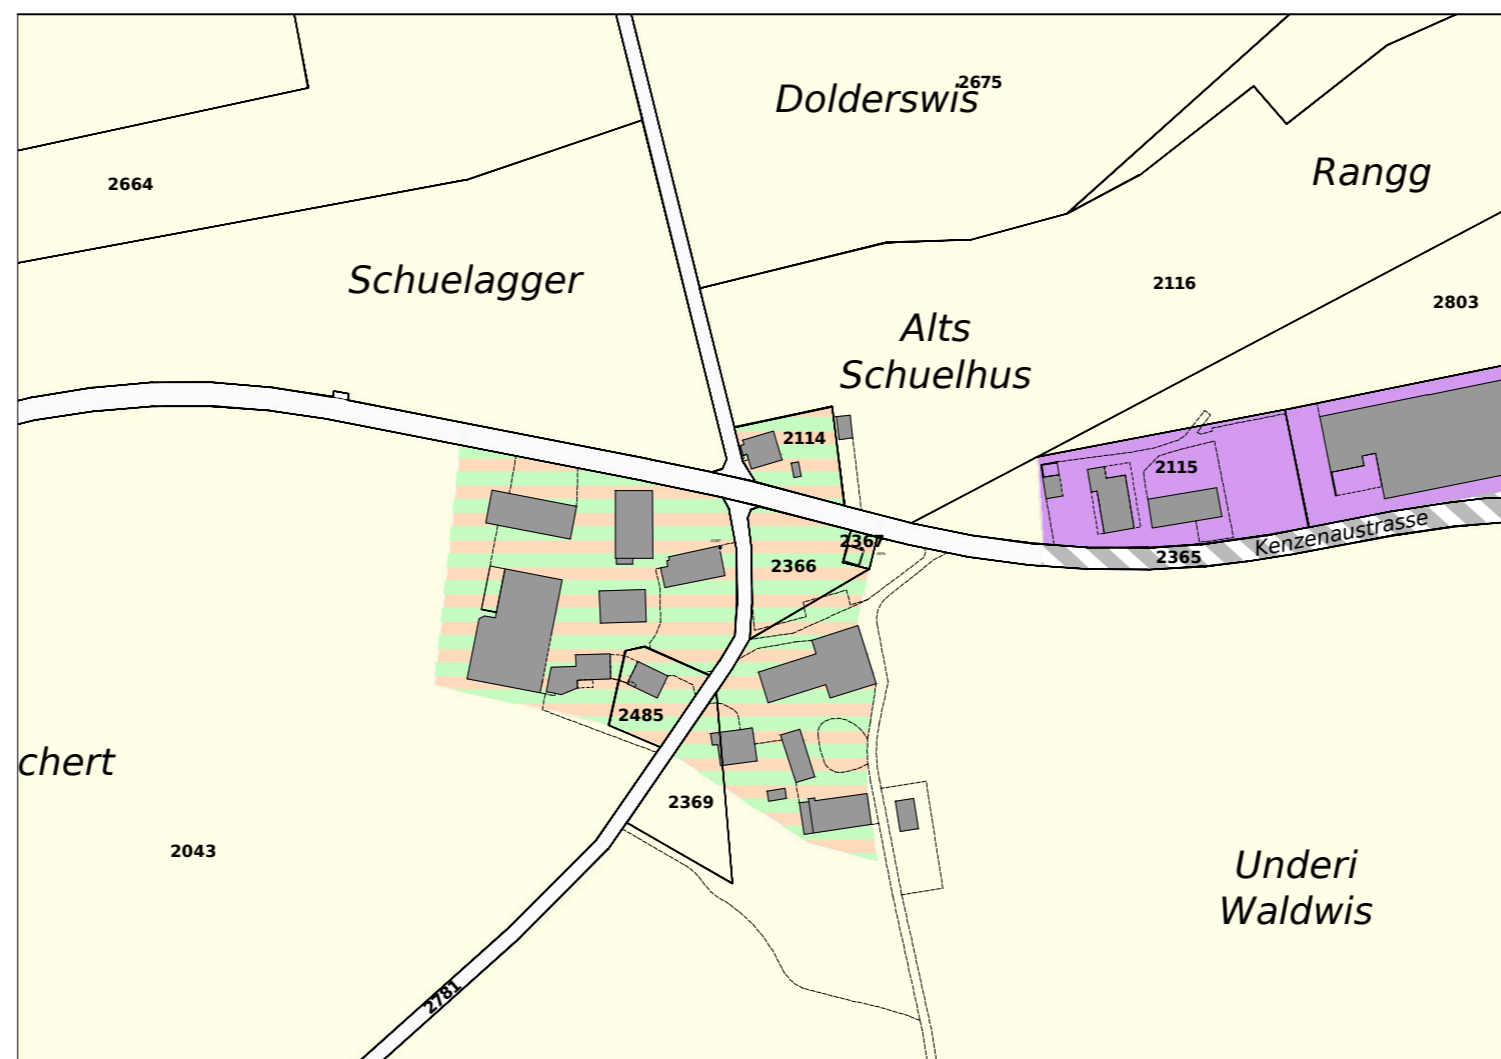 Dolderswis
2675
Rangg
2664
Schuelagger
2116
2803
Alts
Schuelhus
2114
2115
Kenzenaustrasse
2367
2365
2366
2485
chert
2369
2043
Underi
Waldwis
2781